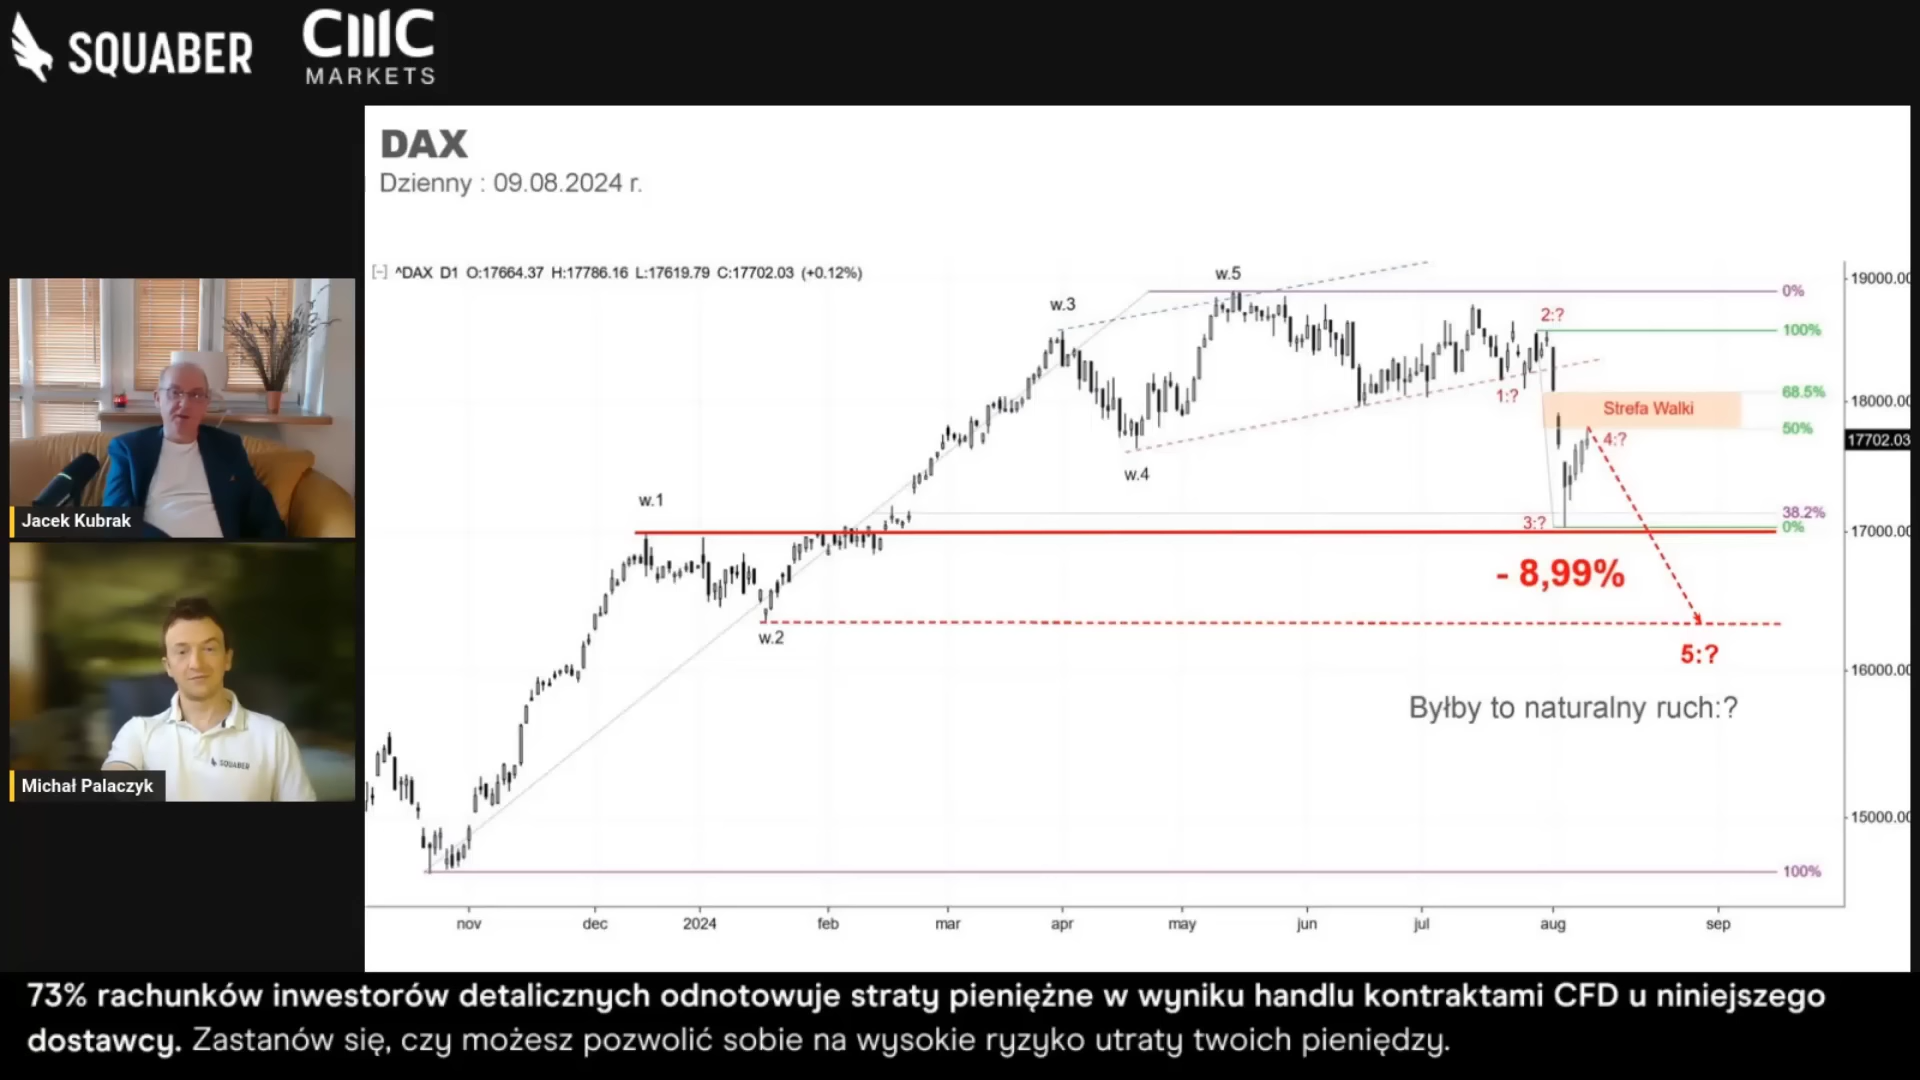 SQUABER
CMC
MARKETS
DAX
Dzienny : 09.08.2024 r.
[-] ^DAX D1 O:17664.37 H:17786.16 L:17619.79 C:17702.03 (+0.12%)
w.5
19000.00
0%
w.3
2:?
100%
1:?
68.5%
18000.00
Strefa Walki
50%
4:?
17702.03
w.4
w.1
38.2%
3:?
0%
17000.00
- 8,99%
w.2
5:?
16000.00
Byłby to naturalny ruch:?
15000.00
100%
nov dec 2024 feb mar apr may jun jul aug sep
Jacek Kubrak
SQUABER
Michał Palaczyk
73% rachunków inwestorów detalicznych odnotowuje straty pieniężne w wyniku handlu kontraktami CFD u niniejszego
dostawcy. Zastanów się, czy możesz pozwolić sobie na wysokie ryzyko utraty twoich pieniędzy.